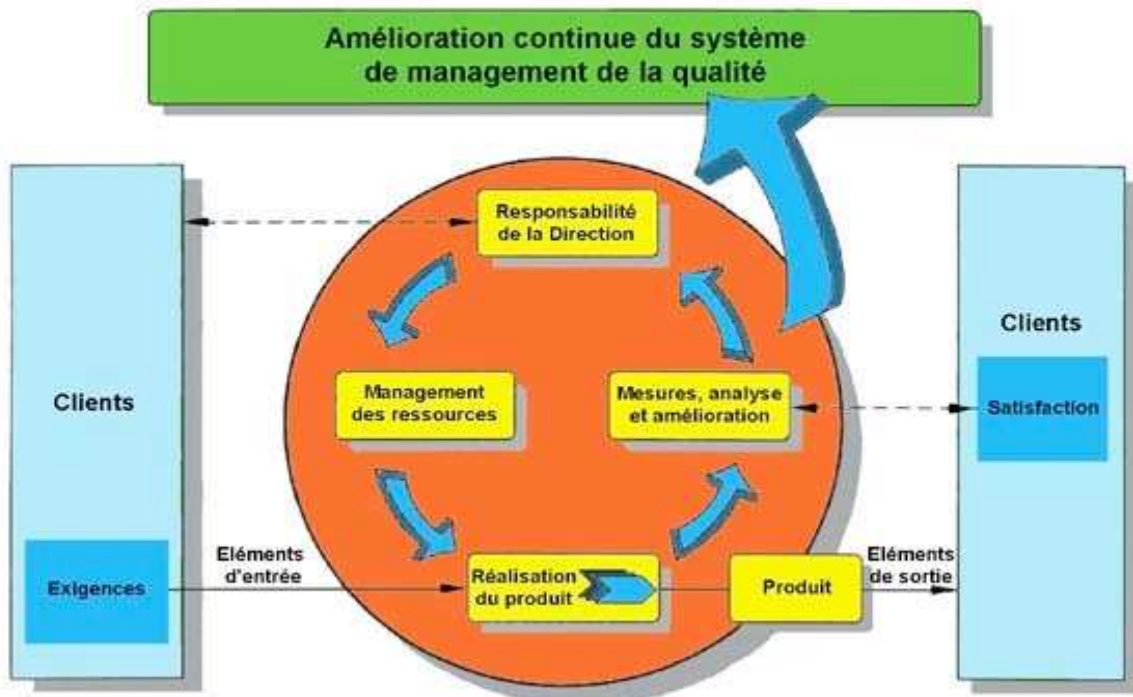 Amélioration continue du système
de management de la qualité
Responsabilité
de la Direction
Clients
Management
des ressources
Mesures, analyse
et amélioration
Clients
Satisfaction
Exigences
Eléments
d'entrée
Réalisation
du produit
Produit
Eléments
de sortie